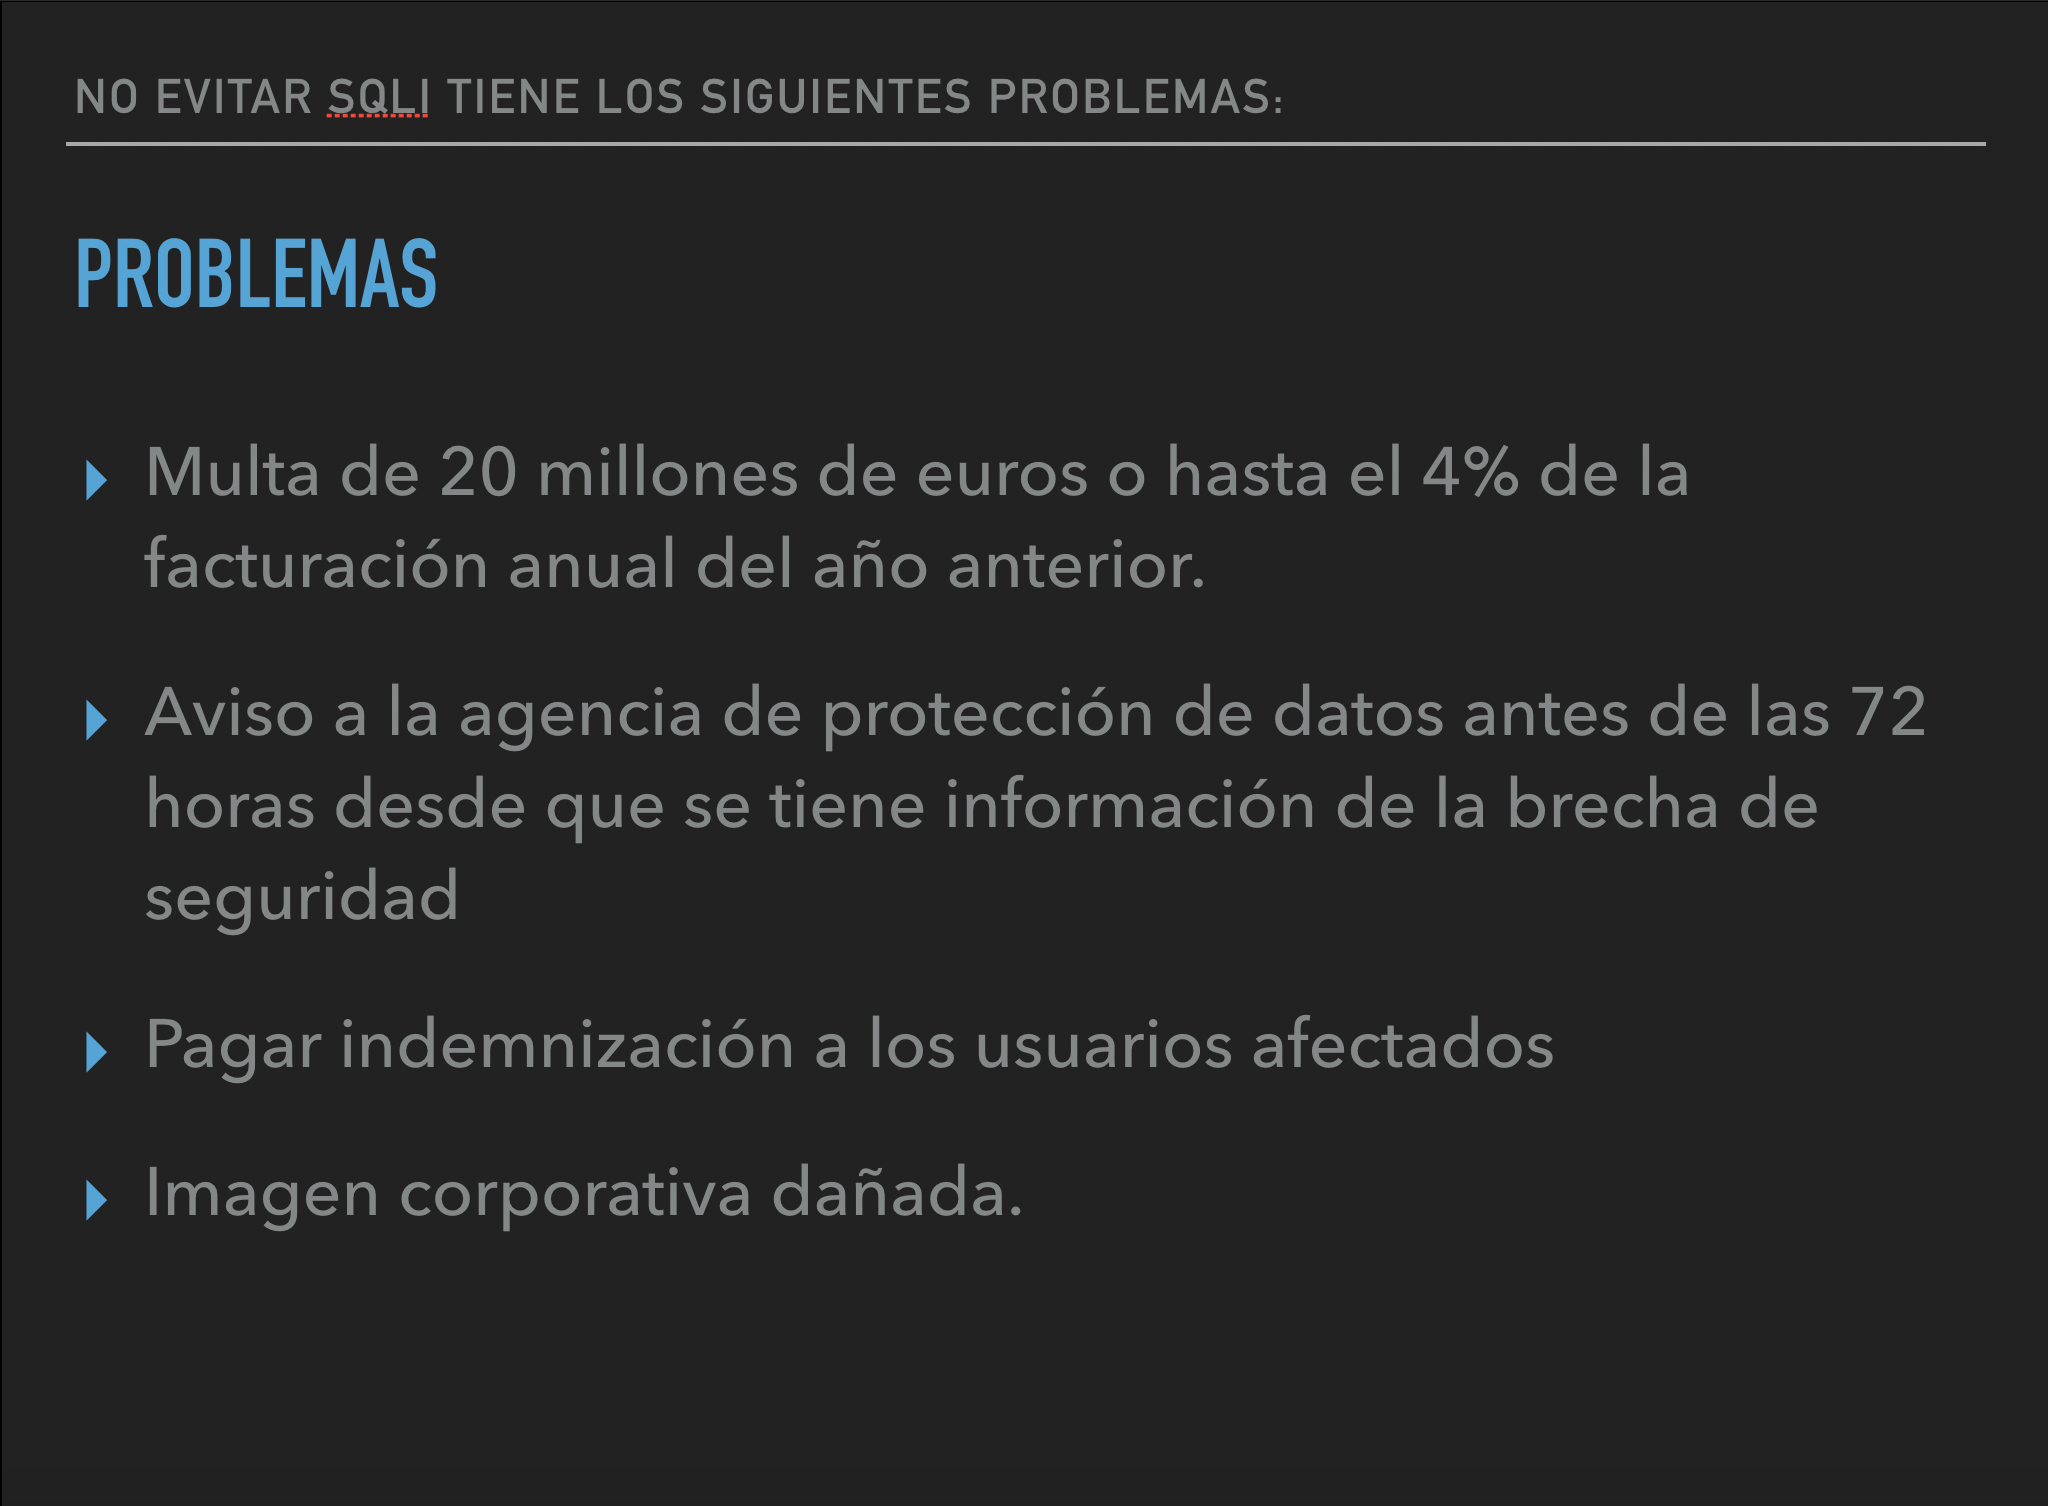 NO EVITAR SQLI TIENE LOS SIGUIENTES PROBLEMAS:
PROBLEMAS
Multa de 20 millones de euros o hasta el 4% de la
facturación anual del año anterior.
Aviso a la agencia de protección de datos antes de las 72
horas desde que se tiene información de la brecha de
seguridad
Pagar indemnización a los usuarios afectados
Imagen corporativa dañada.